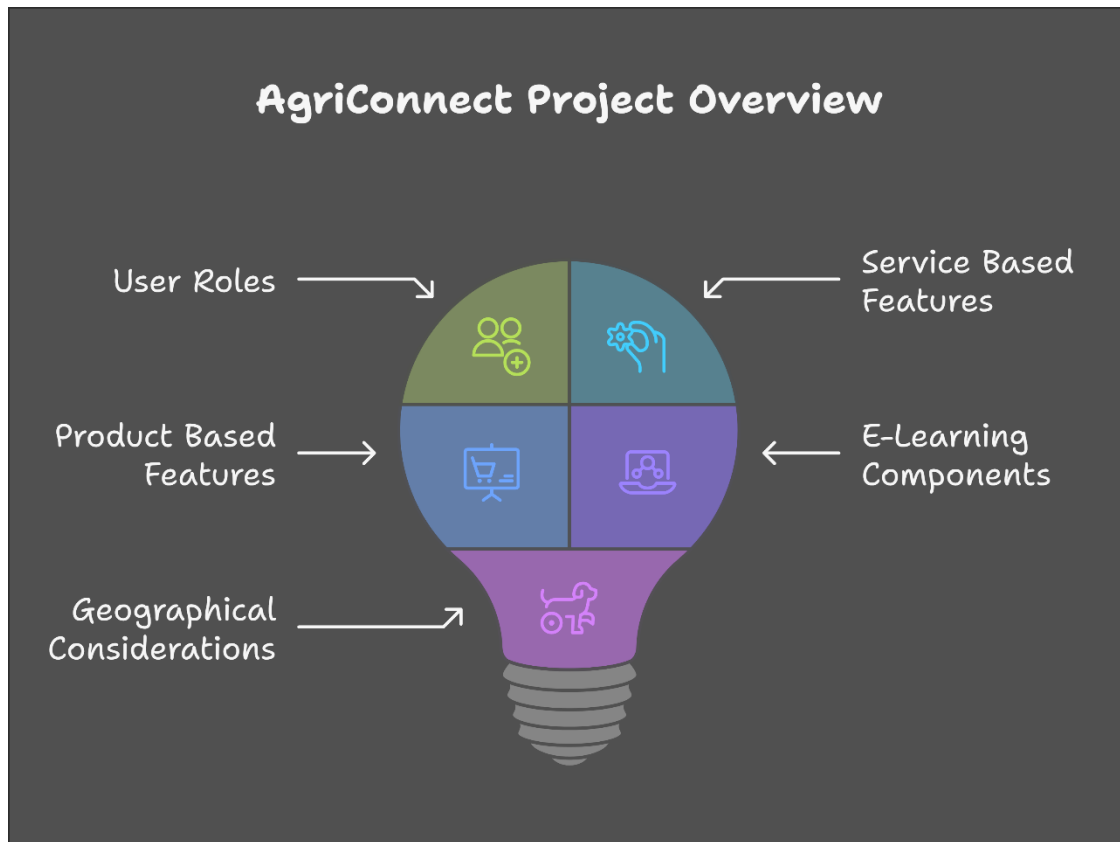 AgriConnect Project Overview
User Roles
Service Based
Features
Product Based
Features
E-Learning
Components
Geographical
Considerations